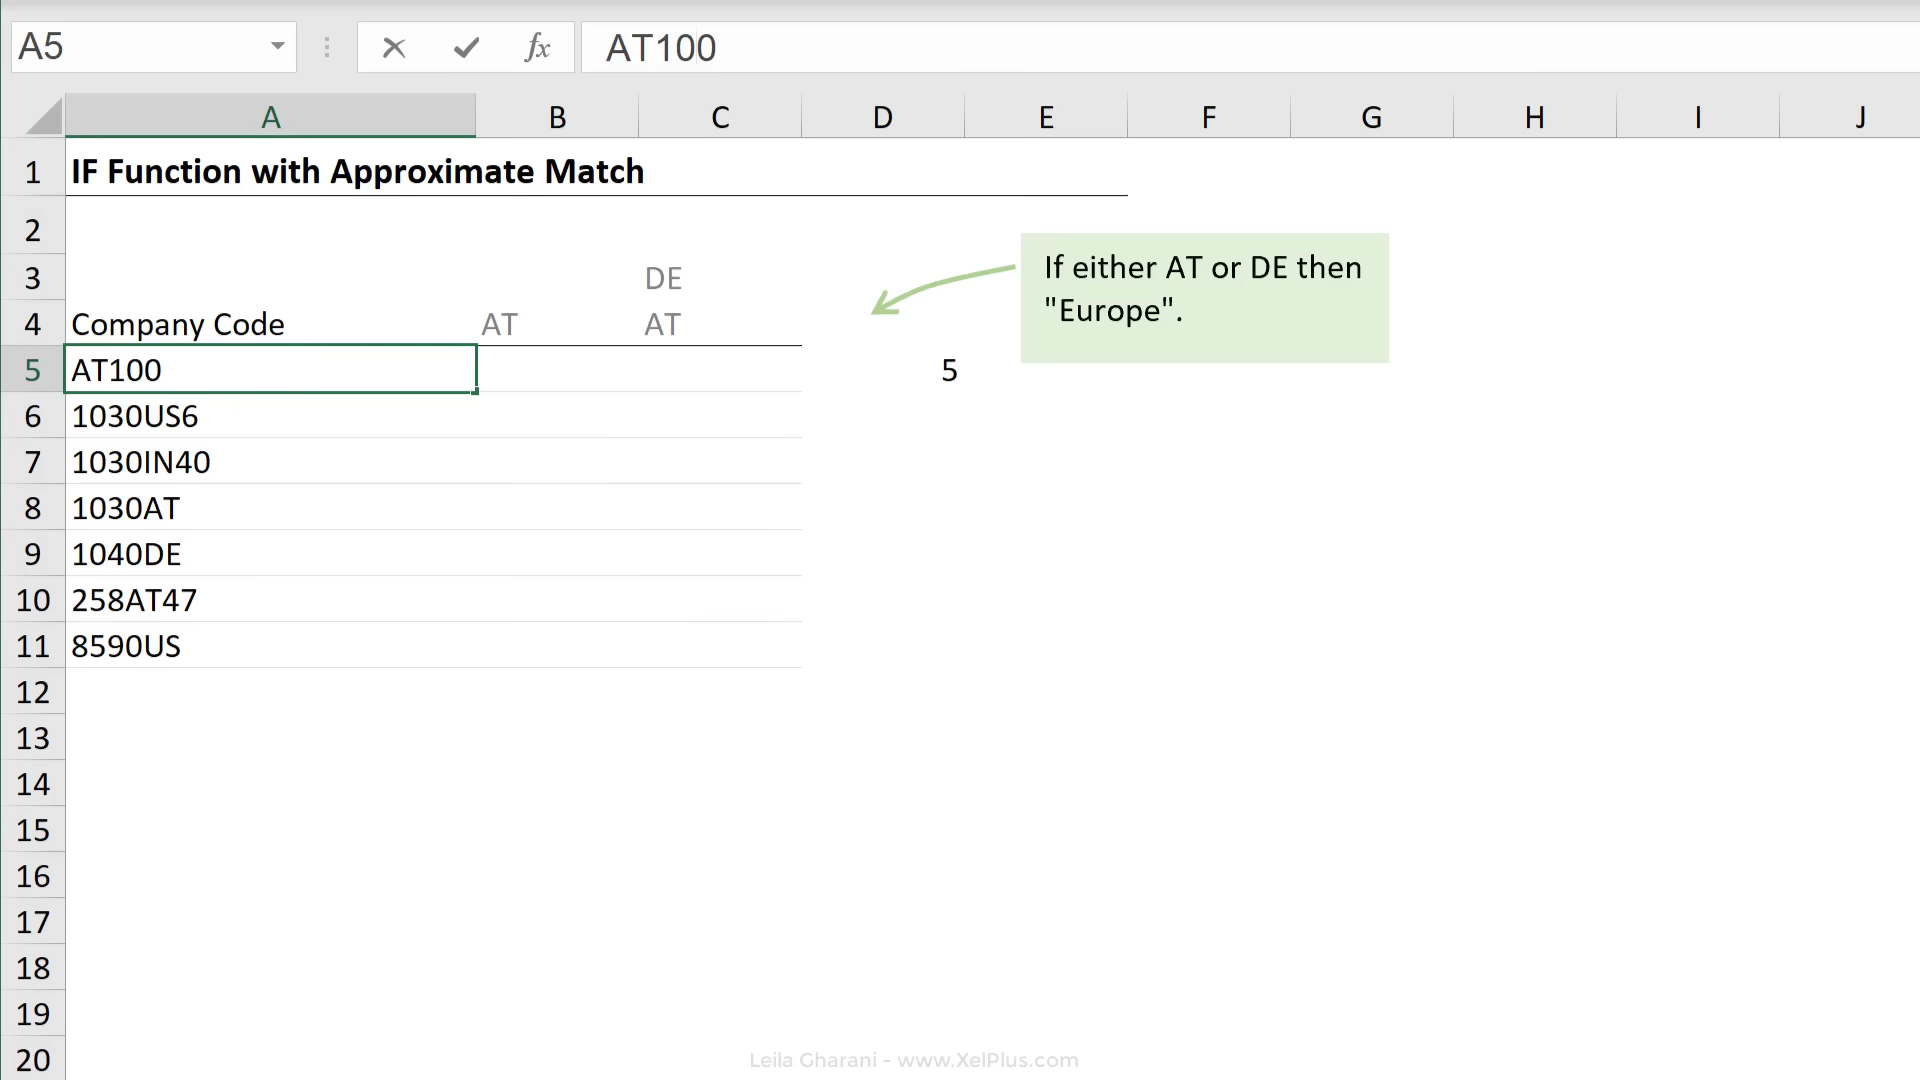 A5
fx
AT100
A B C D E F G H I J
1 IF Function with Approximate Match
2
3 DE
If either AT or DE then
"Europe".
4 Company Code AT AT
5 AT100 5
6 1030US6
7 1030IN40
8 1030AT
9 1040DE
10 258AT47
11 8590US
12
13
14
15
16
17
18
19
20
Leila Gharani - www.XelPlus.com